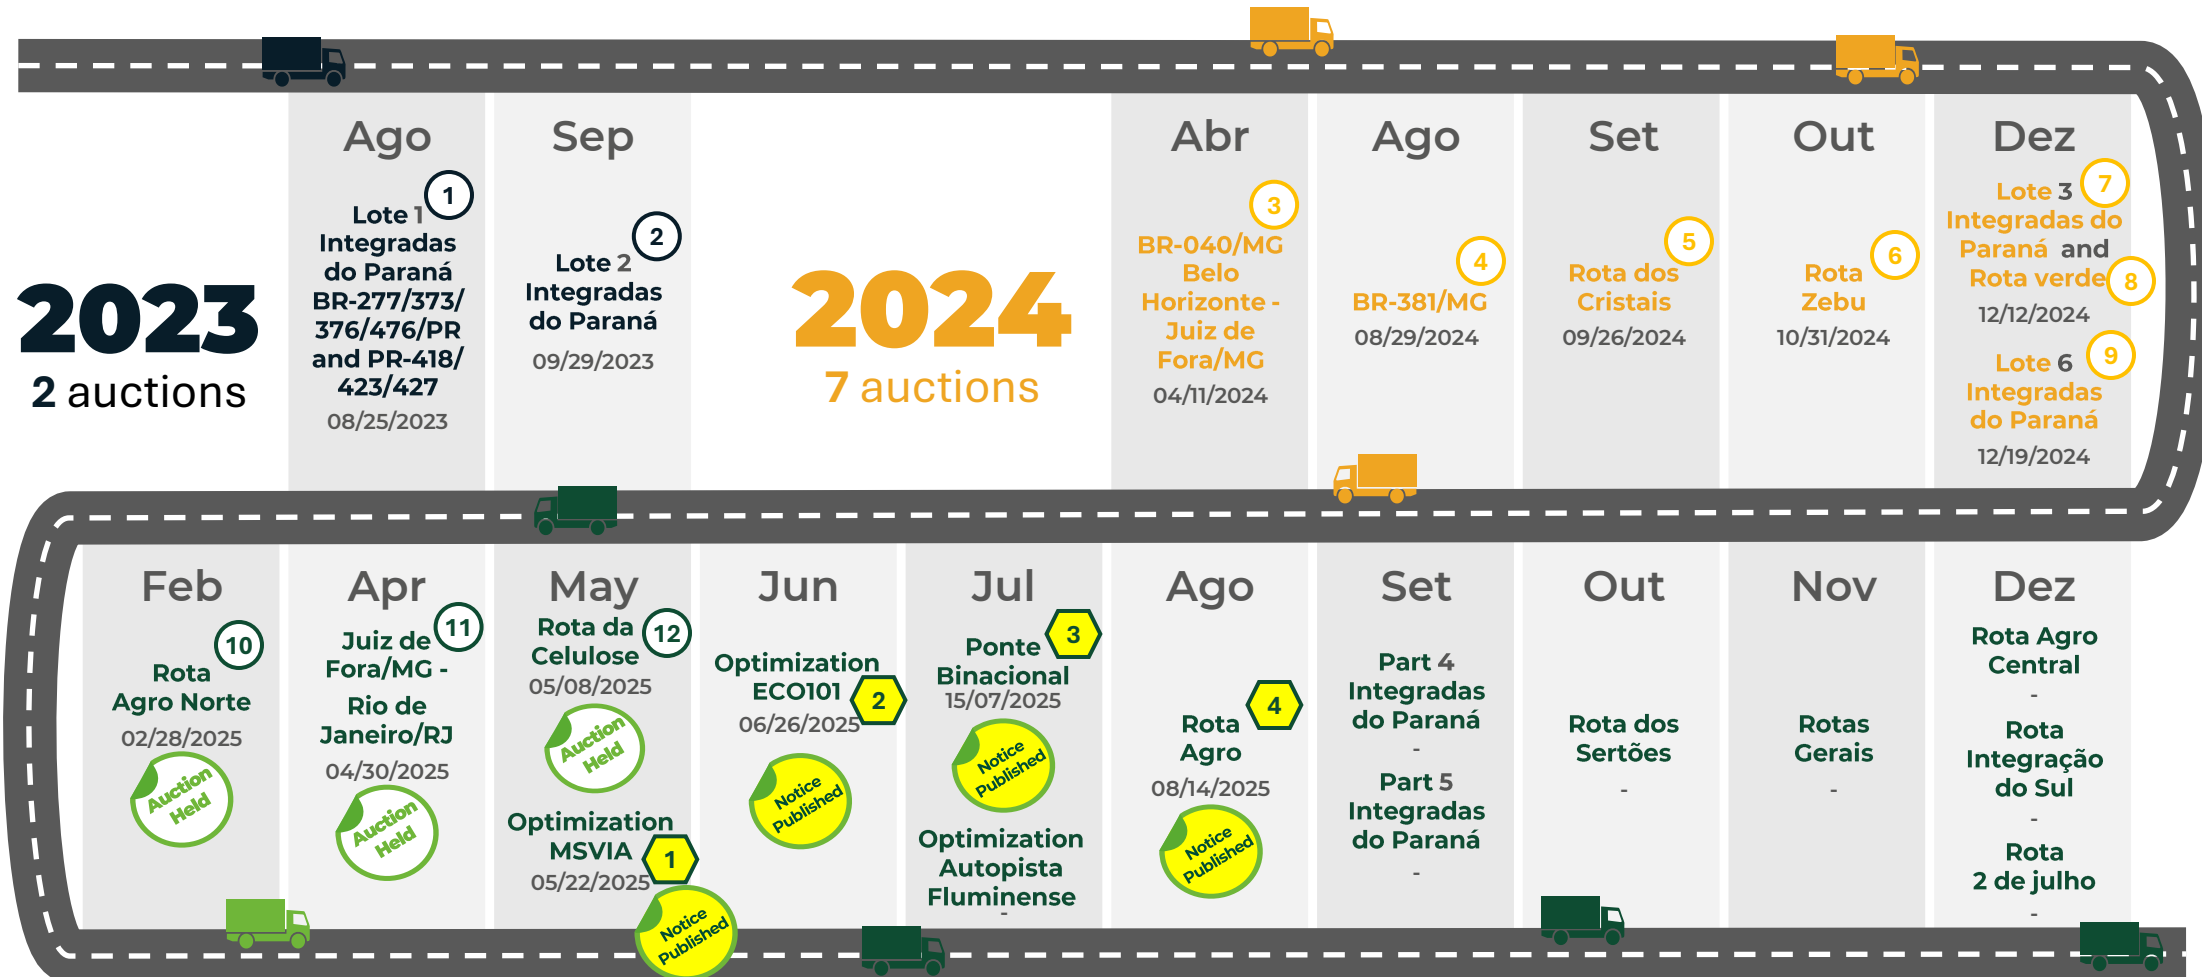 2023
2 auctions
Ago
1
Lote 1
Integradas
do Paraná
BR-277/373/
376/476/PR
and PR-418/
423/427
08/25/2023
Sep
2
Lote 2
Integradas
do Paraná
09/29/2023
2024
7 auctions
Abr
3
BR-040/MG
Belo
Horizonte -
Juiz de
Fora/MG
04/11/2024
Ago
4
BR-381/MG
08/29/2024
Set
5
Rota dos
Cristais
09/26/2024
Out
6
Rota
Zebu
10/31/2024
Dez
7
Lote 3
Integradas do
Paraná and
Rota verde
8
12/12/2024
9
Lote 6
Integradas
do Paraná
12/19/2024
Feb
10
Rota
Agro Norte
02/28/2025
Auction
Held
Apr
11
Juiz de
Fora/MG -
Rio de
Janeiro/RJ
04/30/2025
Auction
Held
May
Rota da
Celulose
12
05/08/2025
Auction
Held
Optimization
MSVIA
1
05/22/2025
Notice
Published
Jun
Optimization
ECO101
2
06/26/2025
Notice
Published
Jul
3
Ponte
Binacional
15/07/2025
Notice
Published
Optimization
Autopista
Fluminense
-
Ago
4
Rota
Agro
08/14/2025
Notice
Published
Set
Part 4
Integradas
do Paraná
-
Part 5
Integradas
do Paraná
-
Out
Rota dos
Sertões
-
Nov
Rotas
Gerais
-
Dez
Rota Agro
Central
-
Rota
Integração
do Sul
-
Rota
2 de julho
-